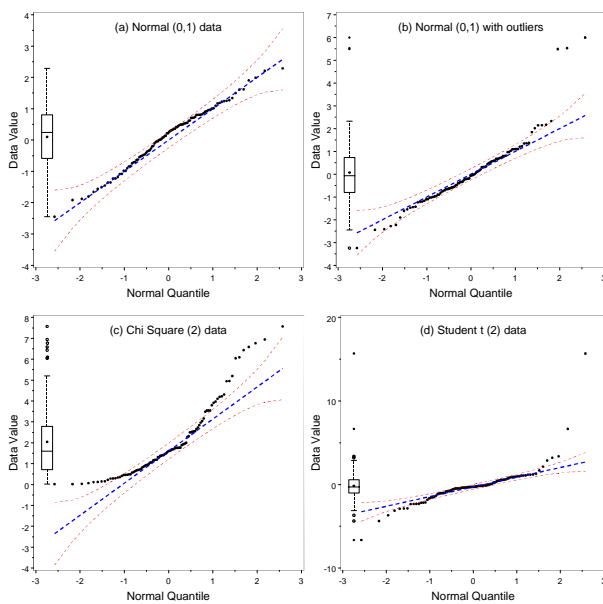 (a) Normal (0,1) data
4
3
2
1
0
-1
-2
-3
-4
Data Value
-3 -2 -1 0 1 2 3
Normal Quantile
(b) Normal (0,1) with outliers
7
6
5
4
3
2
1
0
-1
-2
-3
-4
Data Value
-3 -2 -1 0 1 2 3
Normal Quantile
(c) Chi Square (2) data
8
7
6
5
4
3
2
1
0
-1
-2
-3
-4
Data Value
-3 -2 -1 0 1 2 3
Normal Quantile
(d) Student t (2) data
20
10
0
-10
Data Value
-3 -2 -1 0 1 2 3
Normal Quantile